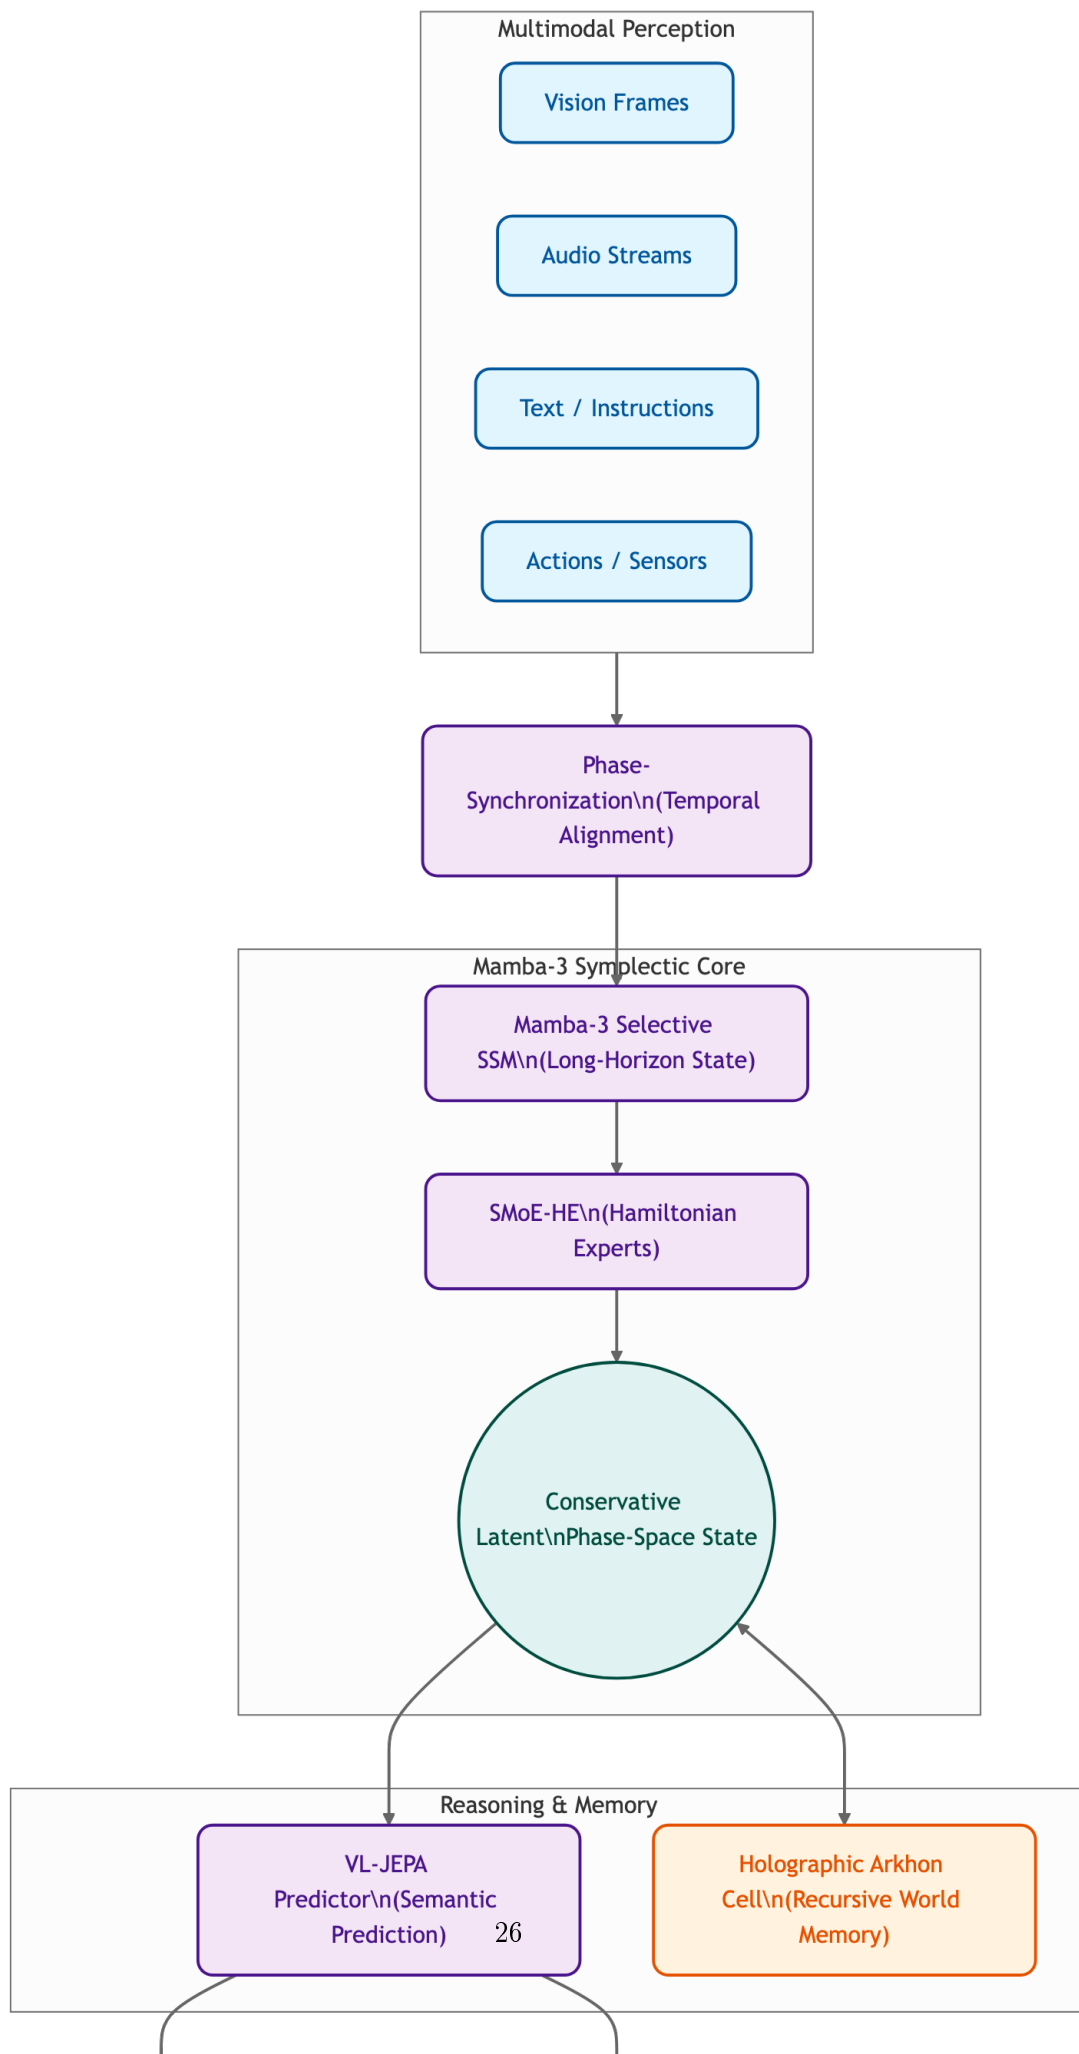 Multimodal Perception
Vision Frames
Audio Streams
Text / Instructions
Actions / Sensors
Phase-
Synchronization\n(Temporal
Alignment)
Mamba-3 Symplectic Core
Mamba-3 Selective
SSM\n(Long-Horizon State)
SMoE-HE\n(Hamiltonian
Experts)
Conservative
Latent\nPhase-Space State
Reasoning & Memory
VL-JEPA
Predictor\n(Semantic
Prediction)
Holographic Arkhon
Cell\n(Recursive World
Memory)
26